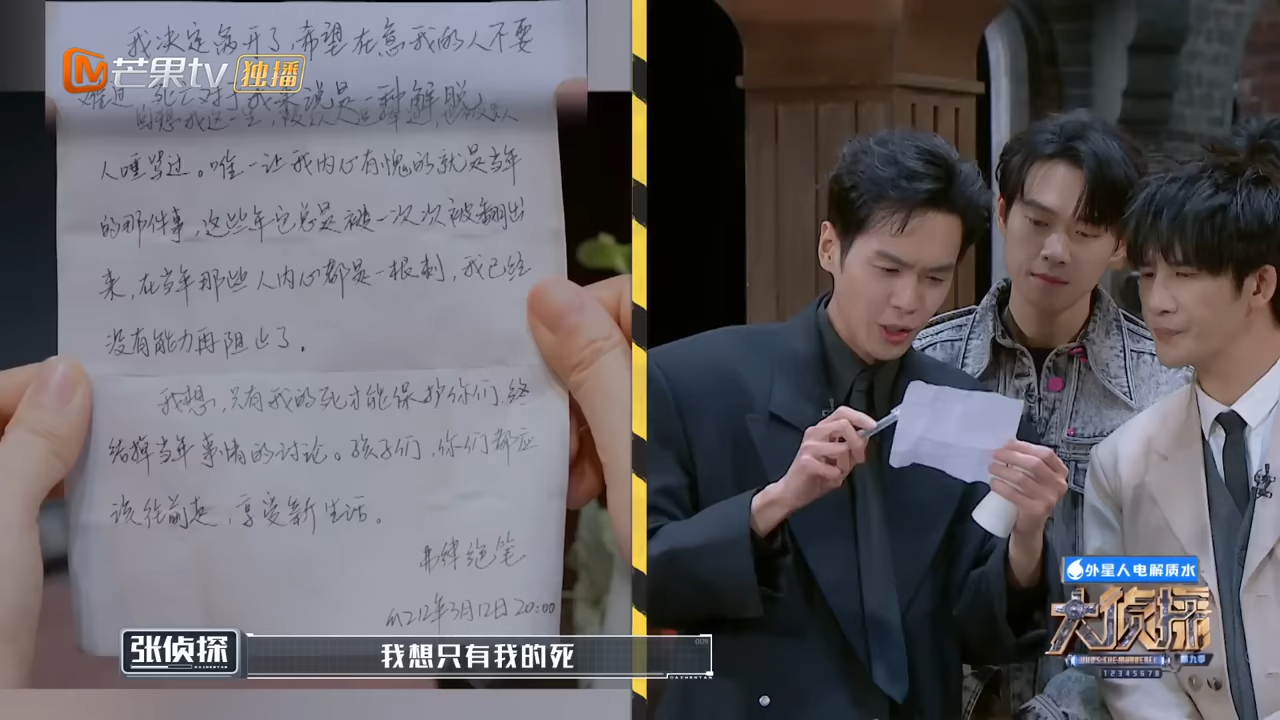 我决定离开了,希望在意我的人不要
难过,死亡对于我来说是一种解脱。
回想我这一生,被
人唾骂过。唯一让我内心有愧的就是当年
的那件事,这些年它总是被一次次被翻出
来,在当年那些人内心都是一根刺,我已经
没有能力再阻止了。
我想,只有我的死才能保护你们,终
结掉当年事情的讨论。孩子们,你们都应
该往前走,享受新生活。
绝笔
212年3月12日20:00
芒果tv 独播
张侦探
我想只有我的死
外星人电解质水
大侦探
第九季
12345678